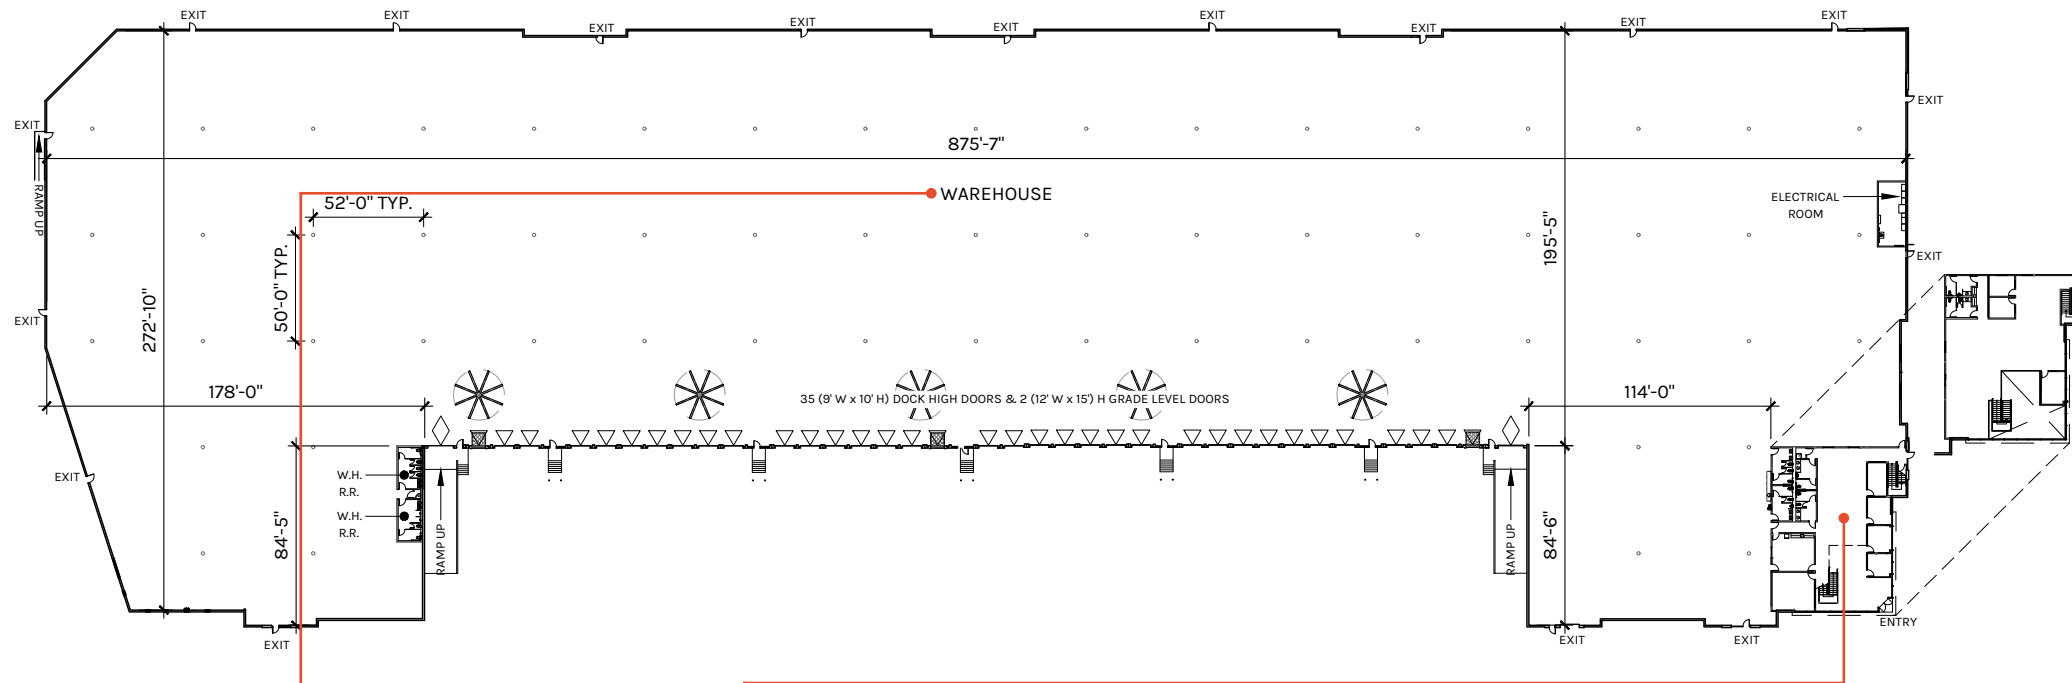 EXIT
EXIT
EXIT
EXIT
EXIT
EXIT
EXIT
EXIT
EXIT
EXIT
EXIT
875'-7"
RAMP UP
WAREHOUSE
52'-0" TYP.
ELECTRICAL
ROOM
195'-5"
50'-0" TYP.
272'-10"
EXIT
EXIT
178'-0"
35 (9' W x 10' H) DOCK HIGH DOORS & 2 (12' W x 15') H GRADE LEVEL DOORS
114'-0"
EXIT
W.H.
R.R.
W.H.
R.R.
84'-5"
RAMP UP
RAMP UP
84'-6"
ENTRY
EXIT
EXIT
EXIT